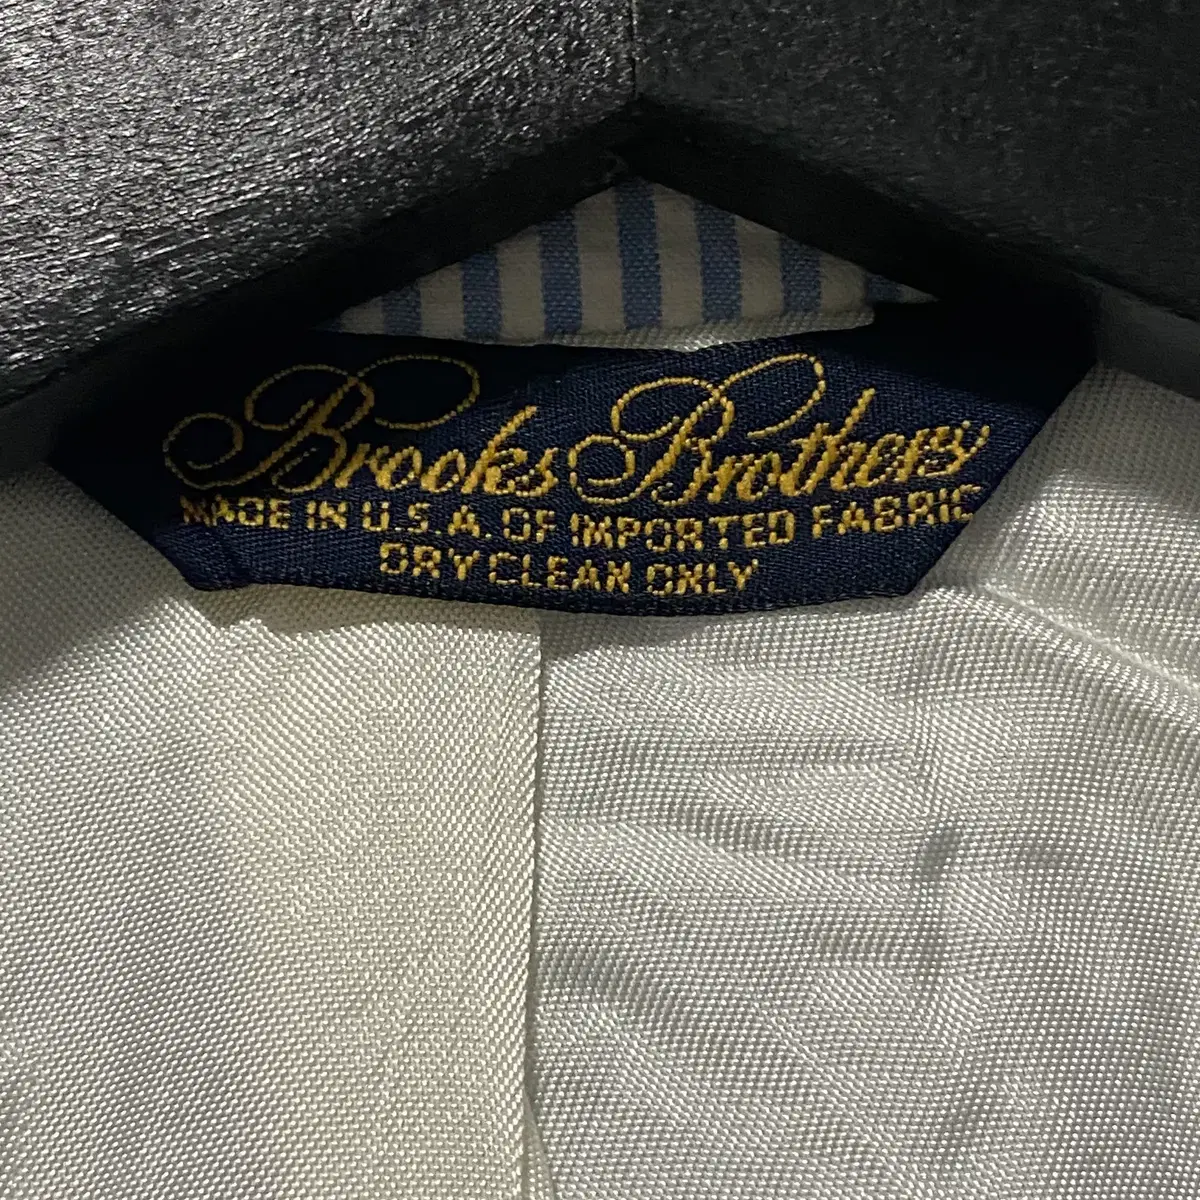 Brooks Brothers
MADE IN U.S.A. OF IMPORTED FABRIC
DRY CLEAN ONLY